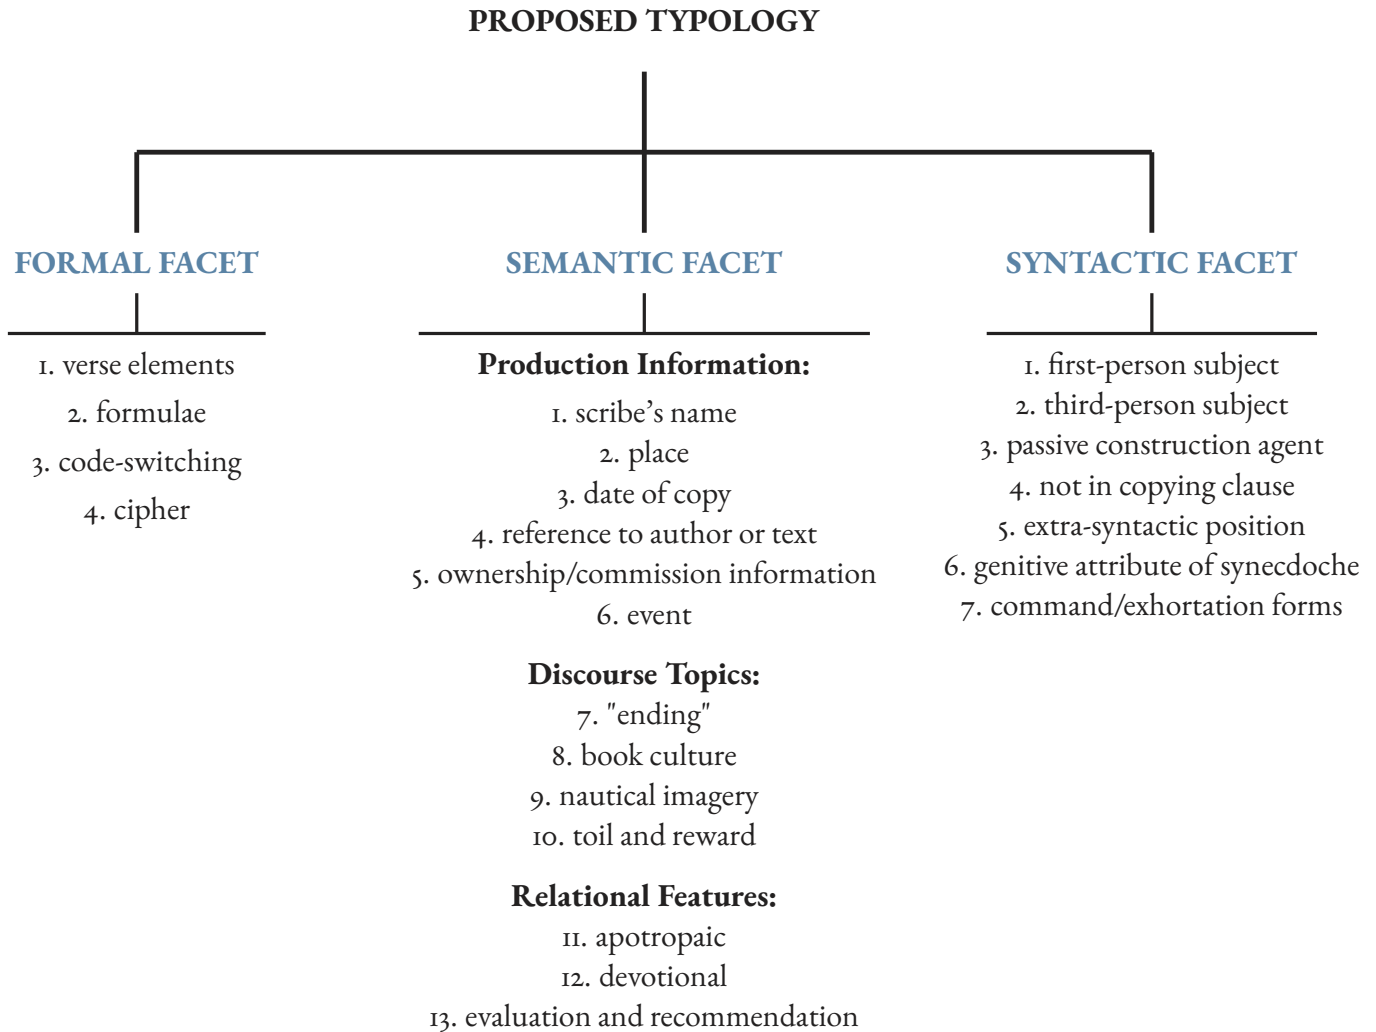 PROPOSED TYPOLOGY
FORMAL FACET
1. verse elements
2. formulae
3. code-switching
4. cipher
SEMANTIC FACET
Production Information:
1. scribe’s name
2. place
3. date of copy
4. reference to author or text
5. ownership/commission information
6. event
Discourse Topics:
7. "ending"
8. book culture
9. nautical imagery
10. toil and reward
Relational Features:
11. apotropaic
12. devotional
13. evaluation and recommendation
SYNTACTIC FACET
1. first-person subject
2. third-person subject
3. passive construction agent
4. not in copying clause
5. extra-syntactic position
6. genitive attribute of synecdoche
7. command/exhortation forms